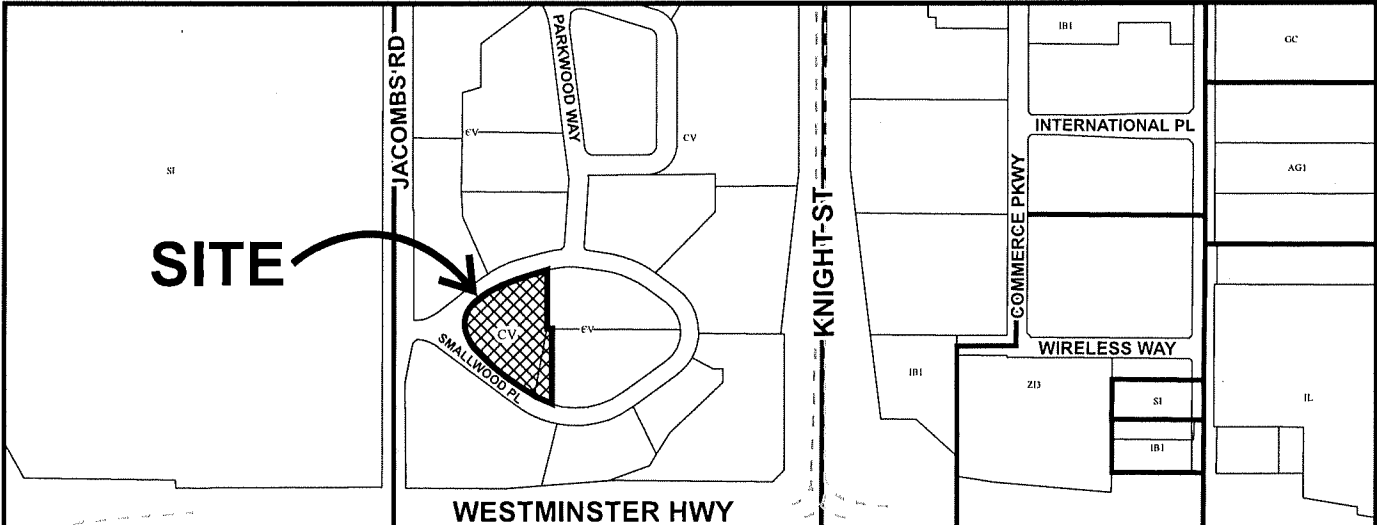 JACOMBS RD
PARKWOOD WAY
IB1
GC
CV
CV
INTERNATIONAL PL
SI
AG1
KNIGHT ST
COMMERCE PKWY
SITE
CV
CV
SMALLWOOD PL
WIRELESS WAY
IB1
ZI3
SI
IL
IB1
WESTMINSTER HWY